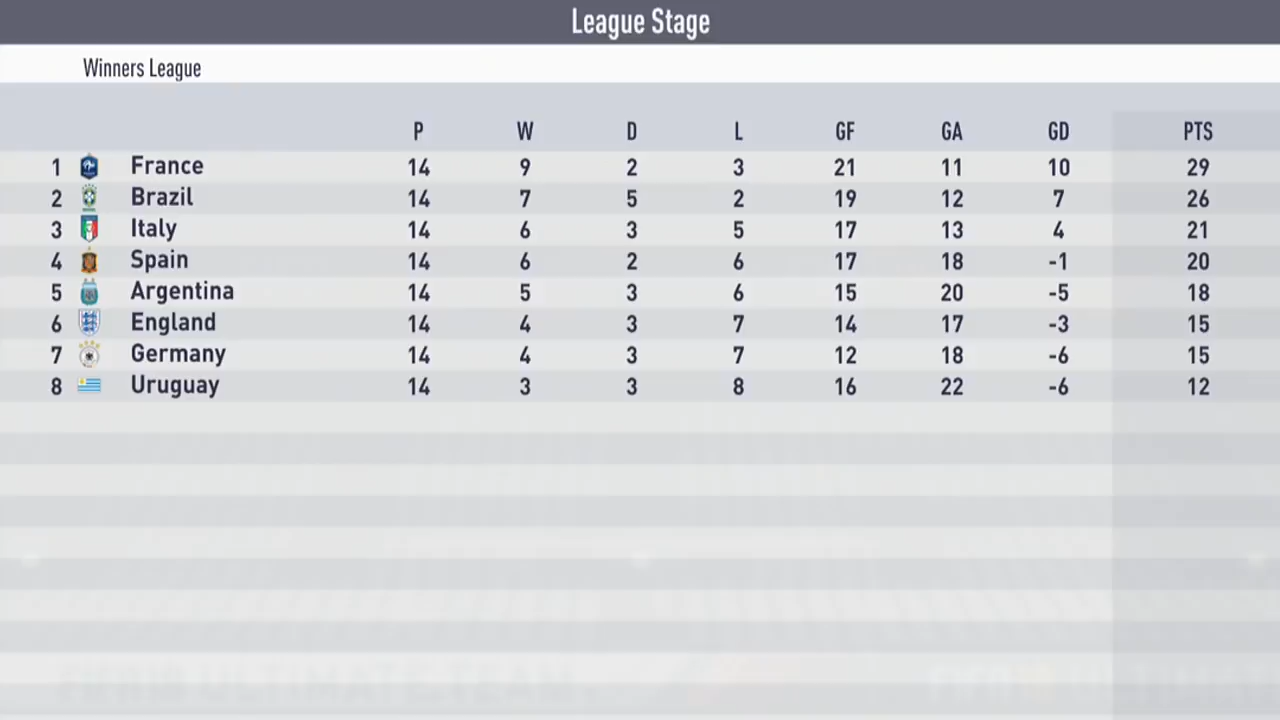 League Stage
Winners League
P W D L GF GA GD PTS
1 France 14 9 2 3 21 11 10 29
2 Brazil 14 7 5 2 19 12 7 26
3 Italy 14 6 3 5 17 13 4 21
4 Spain 14 6 2 6 17 18 -1 20
5 Argentina 14 5 3 6 15 20 -5 18
6 England 14 4 3 7 14 17 -3 15
7 Germany 14 4 3 7 12 18 -6 15
8 Uruguay 14 3 3 8 16 22 -6 12